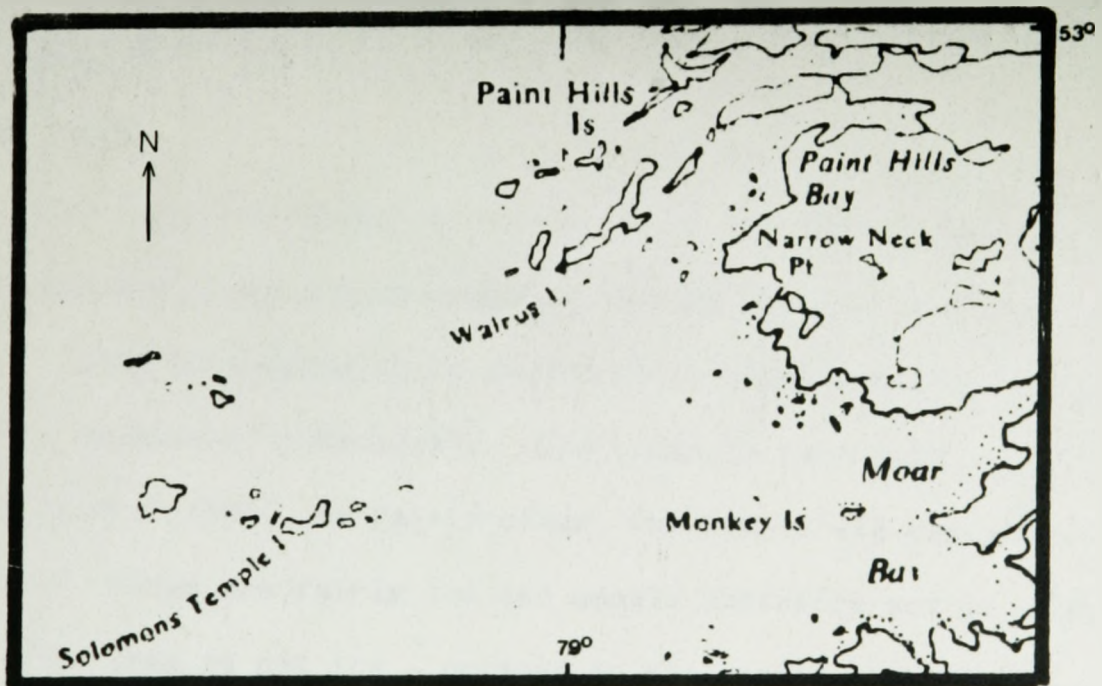 53°
Paint Hills
Is
N
Paint Hills
Bay
Narrow Neck
Pt
Walrus I.
Moar
Monkey Is
Bay
Solomons Temple I
79°